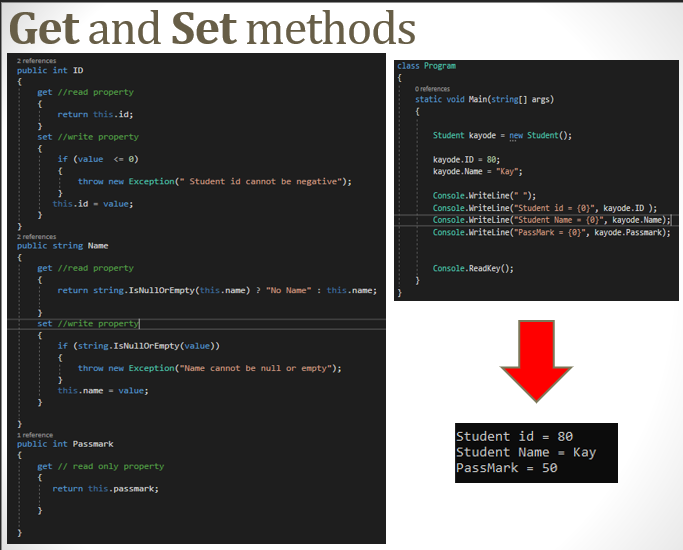 Get and Set methods
2 references
public int ID
{
get //read property
{
return this.id;
}
set //write property
{
if (value <= 0)
{
throw new Exception(" Student id cannot be negative");
}
this.id = value;
}
}
2 references
public string Name
{
get //read property
{
return string.IsNullOrEmpty(this.name) ? "No Name" : this.name;
}
set //write property
{
if (string.IsNullOrEmpty(value))
{
throw new Exception("Name cannot be null or empty");
}
this.name = value;
}
}
1 reference
public int Passmark
{
get // read only property
{
return this.passmark;
}
}
class Program
{
0 references
static void Main(string[] args)
{
Student kayode = new Student();
kayode.ID = 80;
kayode.Name = "Kay";
Console.WriteLine(" ");
Console.WriteLine("Student id = {0}", kayode.ID );
Console.WriteLine("Student Name = {0}", kayode.Name);
Console.WriteLine("PassMark = {0}", kayode.Passmark);
Console.ReadKey();
}
}
Student id = 80
Student Name = Kay
PassMark = 50